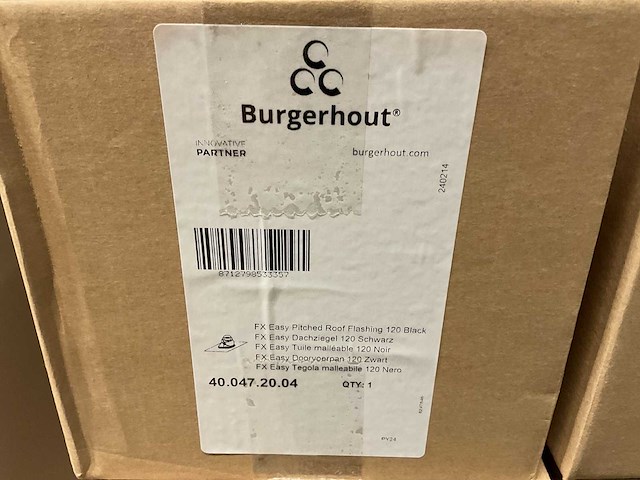 Burgerhout®
INNOVATIVE
PARTNER
burgerhout.com
240214
8712798533357
FX Easy Pitched Roof Flashing 120 Black
FX Easy Dachziegel 120 Schwarz
FX Easy Tuile malléable 120 Noir
FX Easy Doorvoerpan 120 Zwart
FX Easy Tegola malleabile 120 Nero
40.047.20.04 QTY: 1